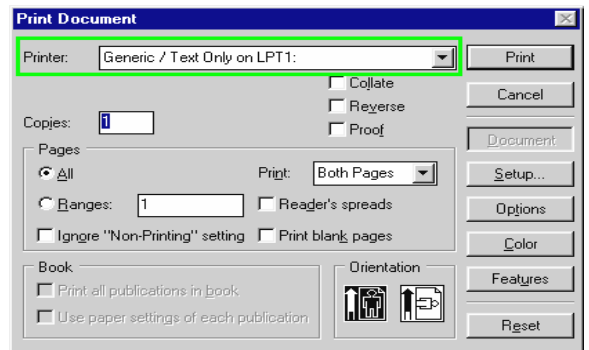 Print Document
Printer: Generic / Text Only on LPT1:
Print
Collate
Cancel
Reverse
Copies: 1
Proof
Document
Pages
All
Print: Both Pages
Setup...
Ranges: 1
Reader's spreads
Options
Ignore "Non-Printing" setting
Print blank pages
Color
Book
Orientation
Features
Print all publications in book
Use paper settings of each publication
Reset